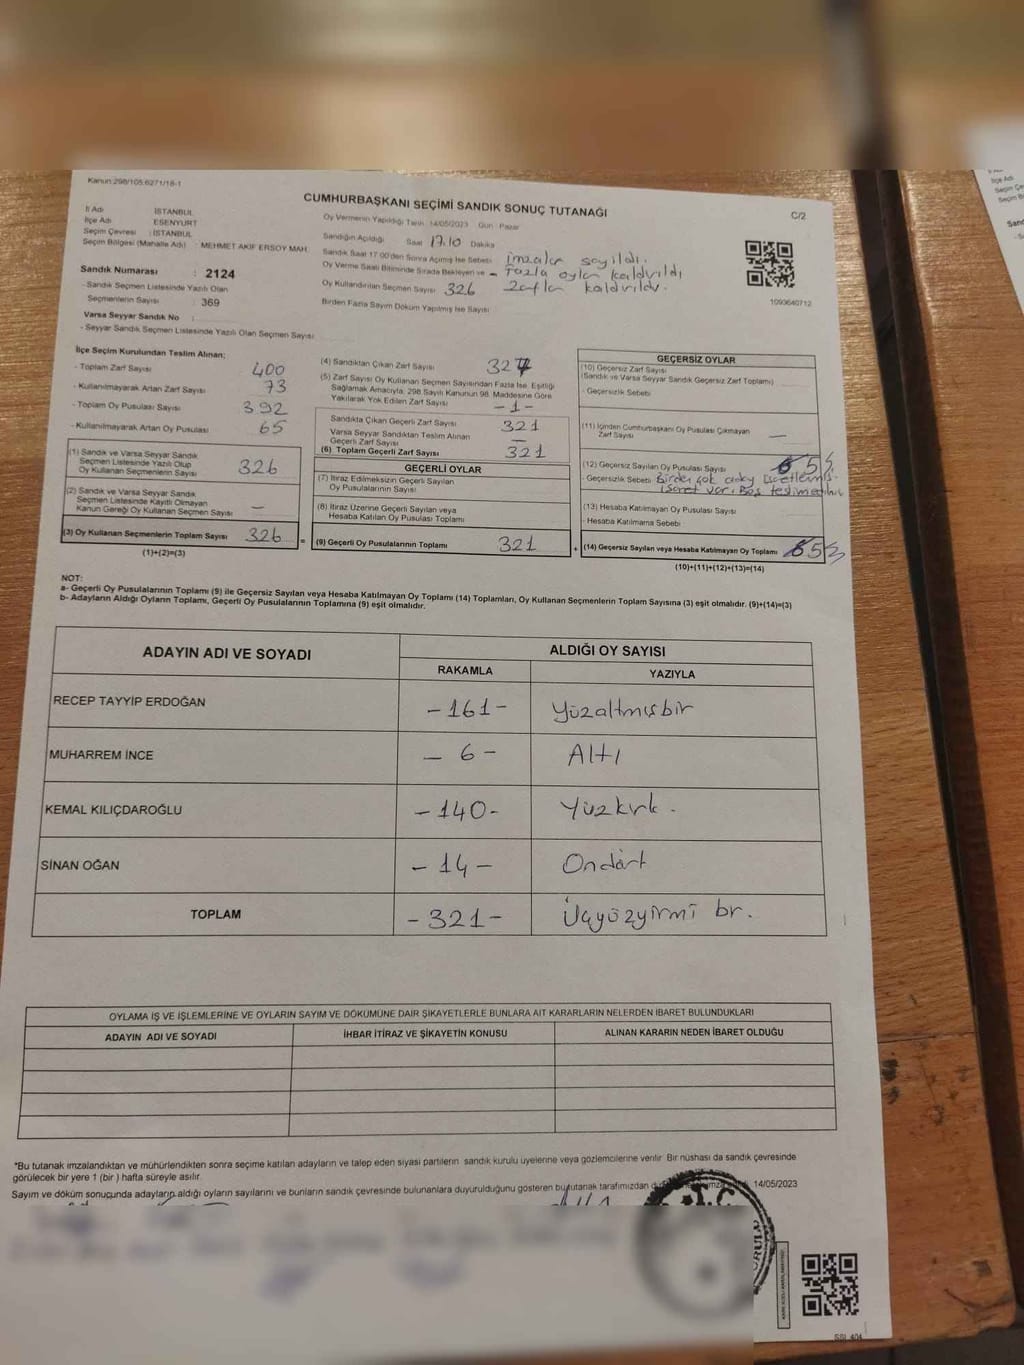 Kanun:298/105;6271/18-1
CUMHURBAŞKANI SEÇİMİ SANDIK SONUÇ TUTANAĞI
C/2
İl Adı : İSTANBUL
İlçe Adı : ESENYURT
Seçim Çevresi : İSTANBUL
Seçim Bölgesi (Mahalle Adı) : MEHMET AKİF ERSOY MAH.
Sandık Numarası : 2124
- Sandık Seçmen Listesinde Yazılı Olan
Seçmenlerin Sayısı : 369
Varsa Seyyar Sandık No :
- Seyyar Sandık Seçmen Listesinde Yazılı Olan Seçmen Sayısı
Oy Vermenin Yapıldığı Tarih 14/05/2023 Gün : Pazar
Sandığın Açıldığı Saat 17.10 Dakika
Sandık Saat 17.00'den Sonra Açılmış İse Sebebi imzalar sayıldı.
Oy Verme Saati Bitiminde Sırada Bekleyen ve - Fazla oylar kaldırıldı
Oy Kullandırılan Seçmen Sayısı 326 Zarflar kaldırıldı.
Birden Fazla Sayım Döküm Yapılmış İse Sayısı
1093640712
İlçe Seçim Kurulundan Teslim Alınan;
- Toplam Zarf Sayısı 400
- Kullanılmayarak Artan Zarf Sayısı 73
- Toplam Oy Pusulası Sayısı 392
- Kullanılmayarak Artan Oy Pusulası 65
(1) Sandık ve Varsa Seyyar Sandık
Seçmen Listesinde Yazılı Olup
Oy Kullanan Seçmenlerin Sayısı 326
(2) Sandık ve Varsa Seyyar Sandık
Seçmen Listesinde Kayıtlı Olmayan
Kanun Gereği Oy Kullanan Seçmen Sayısı —
(3) Oy Kullanan Seçmenlerin Toplam Sayısı 326
(1)+(2)=(3)
(4) Sandıktan Çıkan Zarf Sayısı 327
(5) Zarf Sayısı Oy Kullanan Seçmen Sayısından Fazla İse, Eşitliği
Sağlamak Amacıyla, 298 Sayılı Kanunun 98. Maddesine Göre
Yakılarak Yok Edilen Zarf Sayısı -1-
Sandıkta Çıkan Geçerli Zarf Sayısı 321
Varsa Seyyar Sandıktan Teslim Alınan
Geçerli Zarf Sayısı —
(6) Toplam Geçerli Zarf Sayısı 321
GEÇERLİ OYLAR
(7) İtiraz Edilmeksizin Geçerli Sayılan
Oy Pusulalarının Sayısı
(8) İtiraz Üzerine Geçerli Sayılan veya
Hesaba Katılan Oy Pusulası Toplamı
= (9) Geçerli Oy Pusulalarının Toplamı 321
GEÇERSİZ OYLAR
(10) Geçersiz Zarf Sayısı
(Sandık ve Varsa Seyyar Sandık Geçersiz Zarf Toplamı)
- Geçersizlik Sebebi
(11) İçinden Cumhurbaşkanı Oy Pusulası Çıkmayan
Zarf Sayısı —
(12) Geçersiz Sayılan Oy Pusulası Sayısı 5
- Geçersizlik Sebebi Birden çok aday
işaret var. Boş
(13) Hesaba Katılmayan Oy Pusulası Sayısı
- Hesaba Katılmama Sebebi
+ (14) Geçersiz Sayılan veya Hesaba Katılmayan Oy Toplamı 5
(10)+(11)+(12)+(13)=(14)
NOT:
a- Geçerli Oy Pusulalarının Toplamı (9) ile Geçersiz Sayılan veya Hesaba Katılmayan Oy Toplamı (14) Toplamları, Oy Kullanan Seçmenlerin Toplam Sayısına (3) eşit olmalıdır. (9)+(14)=(3)
b- Adayların Aldığı Oyların Toplamı, Geçerli Oy Pusulalarının Toplamına (9) eşit olmalıdır.
ADAYIN ADI VE SOYADI
ALDIĞI OY SAYISI
RAKAMLA YAZIYLA
RECEP TAYYİP ERDOĞAN -161- Yüzaltmışbir
MUHARREM İNCE - 6 - Altı
KEMAL KILIÇDAROĞLU -140- Yüzkırk.
SİNAN OĞAN -14- Ondört
TOPLAM -321- Üçyüzyirmi bir.
OYLAMA İŞ VE İŞLEMLERİNE VE OYLARIN SAYIM VE DÖKÜMÜNE DAİR ŞİKAYETLERLE BUNLARA AİT KARARLARIN NELERDEN İBARET BULUNDUKLARI
ADAYIN ADI VE SOYADI İHBAR İTİRAZ VE ŞİKAYETİN KONUSU ALINAN KARARIN NEDEN İBARET OLDUĞU
*Bu tutanak imzalandıktan ve mühürlendikten sonra seçime katılan adayların ve talep eden siyasi partilerin sandık kurulu üyelerine veya gözlemcilerine verilir. Bir nüshası da sandık çevresinde
görülecek bir yere 1 (bir) hafta süreyle asılır.
Sayım ve döküm sonucunda adayların aldığı oyların sayılarını ve bunların sandık çevresinde bulunanlara duyurulduğunu gösteren bu tutanak tarafımızdan 14/05/2023
T.C.